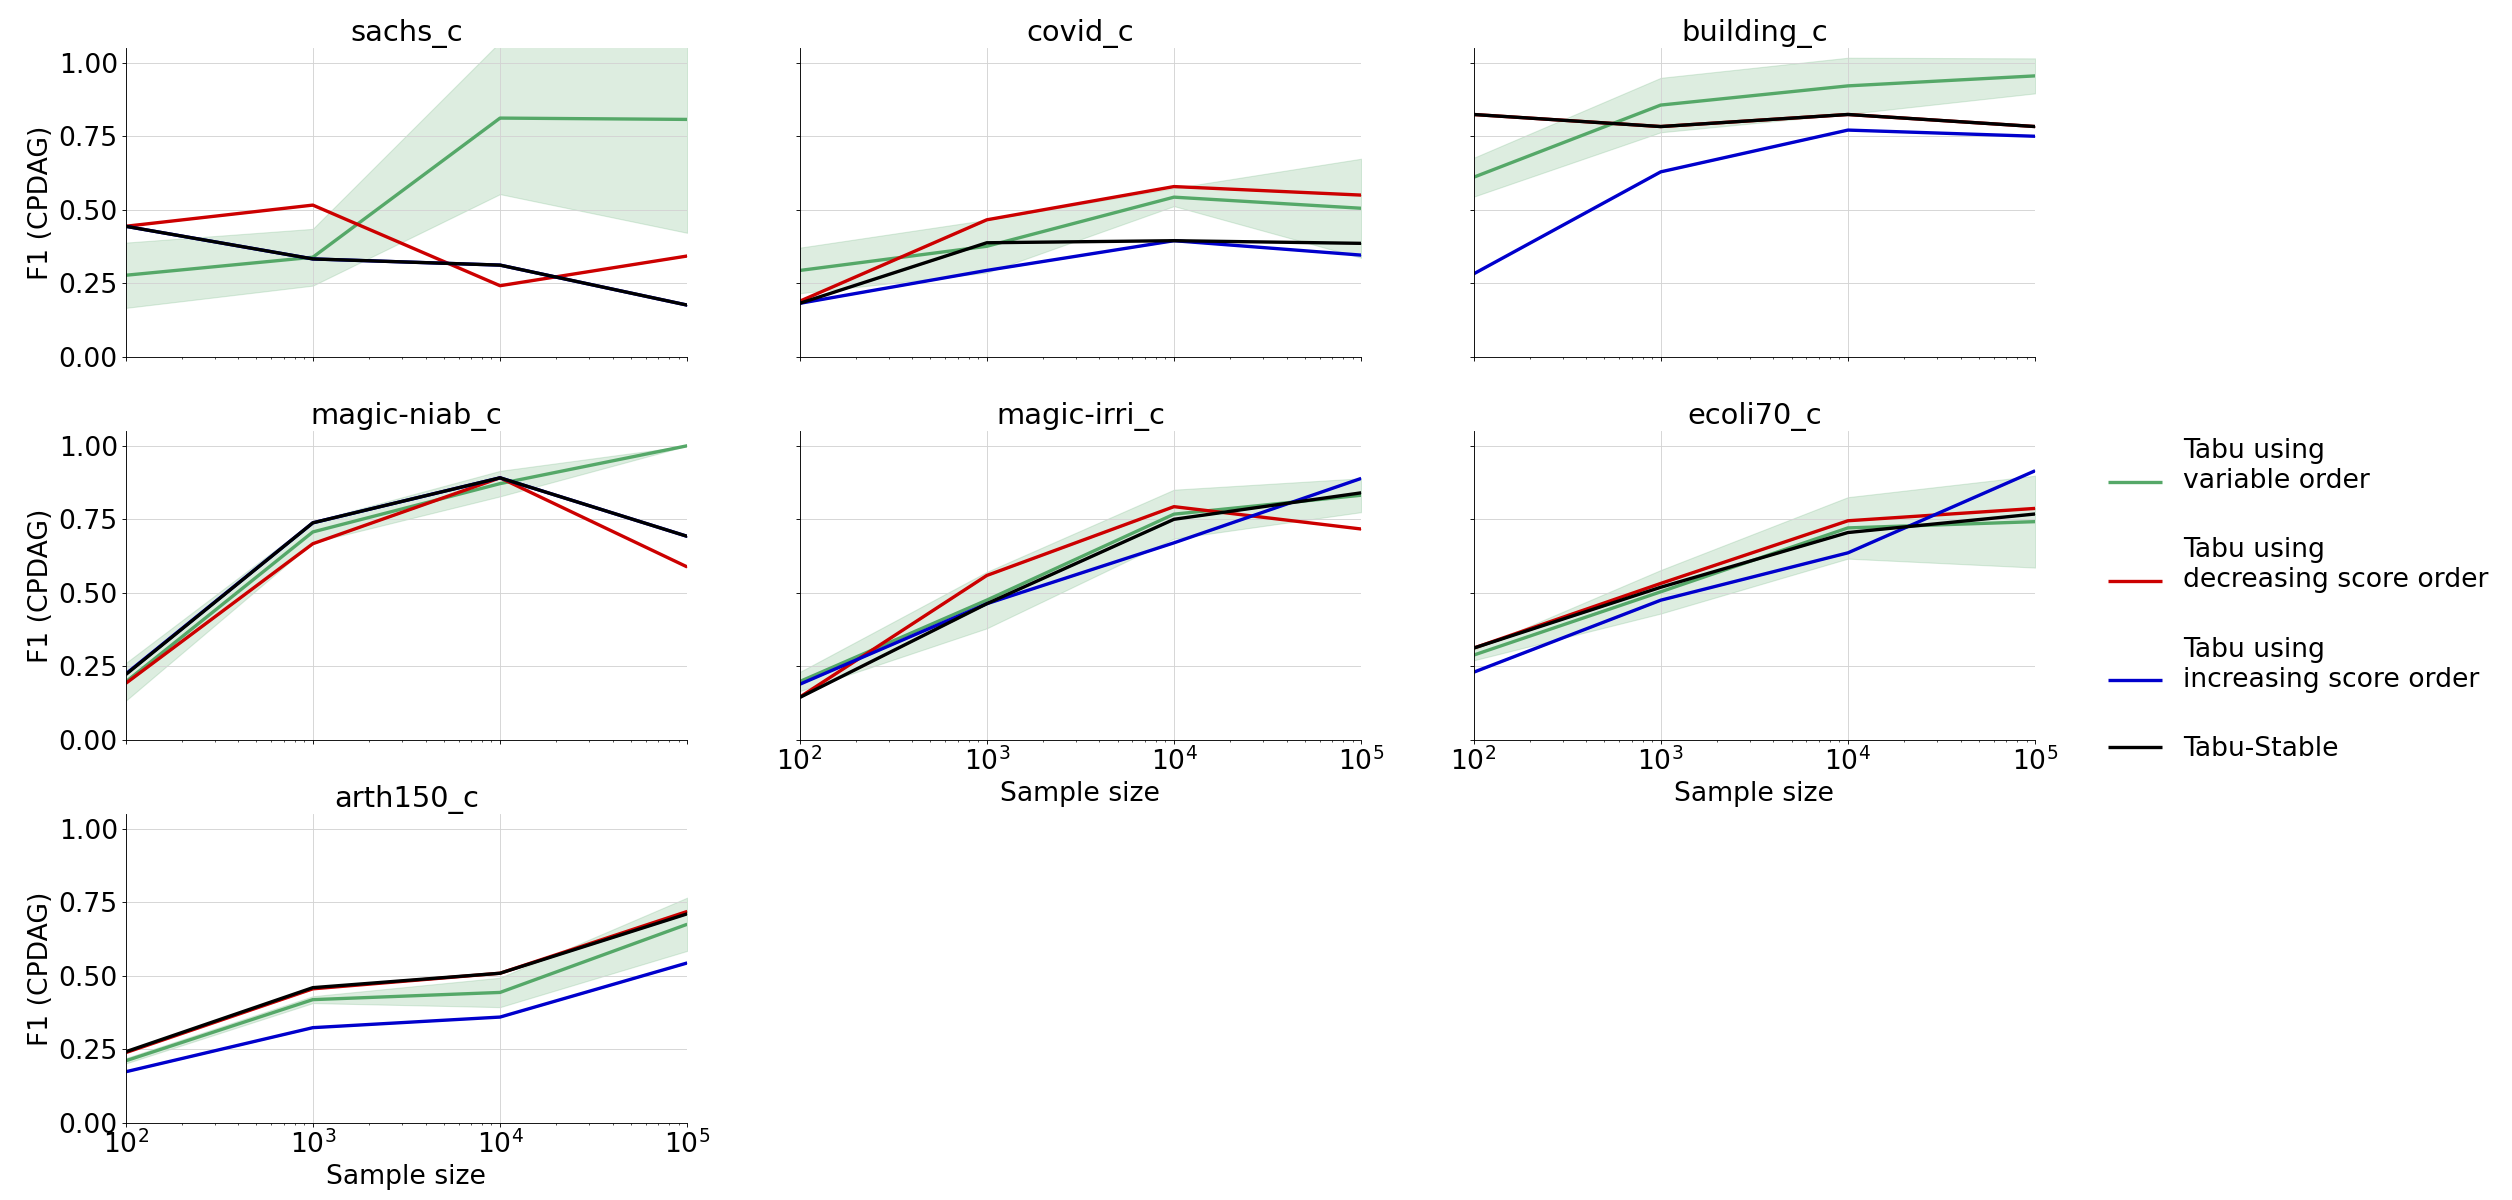 sachs_c
covid_c
building_c
1.00
0.75
0.50
0.25
0.00
F1 (CPDAG)
magic-niab_c
magic-irri_c
ecoli70_c
1.00
0.75
0.50
0.25
0.00
F1 (CPDAG)
10² 10³ 10⁴ 10⁵
Sample size
10² 10³ 10⁴ 10⁵
Sample size
Tabu using
variable order
Tabu using
decreasing score order
Tabu using
increasing score order
Tabu-Stable
arth150_c
1.00
0.75
0.50
0.25
0.00
F1 (CPDAG)
10² 10³ 10⁴ 10⁵
Sample size